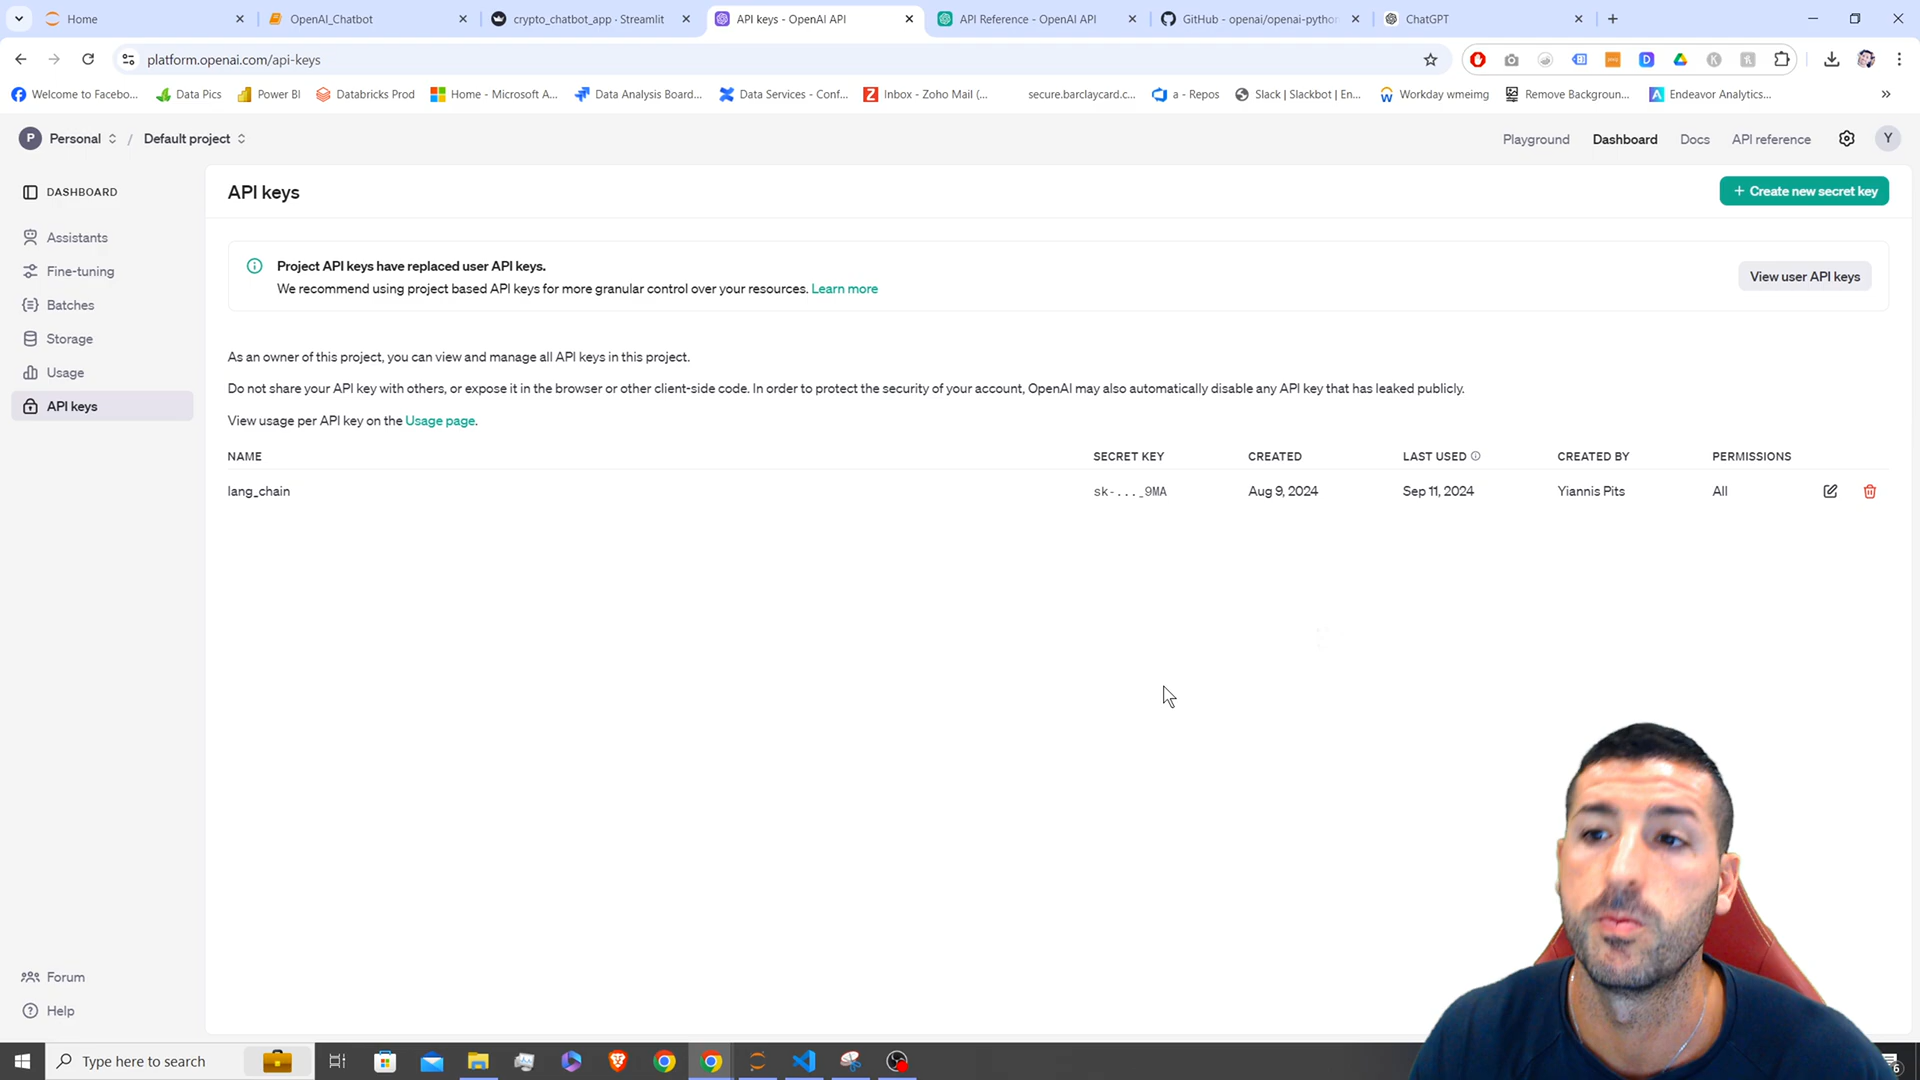 Home
OpenAI_Chatbot
crypto_chatbot_app · Streamlit
API keys - OpenAI API
API Reference - OpenAI API
GitHub - openai/openai-python
ChatGPT
platform.openai.com/api-keys
Welcome to Facebo...
Data Pics
Power BI
Databricks Prod
Home - Microsoft A...
Data Analysis Board...
Data Services - Conf...
Inbox - Zoho Mail (...
secure.barclaycard.c...
a - Repos
Slack | Slackbot | En...
Workday wmeimg
Remove Backgroun...
Endeavor Analytics...
P Personal / Default project
Playground
Dashboard
Docs
API reference
Y
DASHBOARD
Assistants
Fine-tuning
Batches
Storage
Usage
API keys
API keys
+ Create new secret key
Project API keys have replaced user API keys.
We recommend using project based API keys for more granular control over your resources. Learn more
View user API keys
As an owner of this project, you can view and manage all API keys in this project.
Do not share your API key with others, or expose it in the browser or other client-side code. In order to protect the security of your account, OpenAI may also automatically disable any API key that has leaked publicly.
View usage per API key on the Usage page.
NAME SECRET KEY CREATED LAST USED CREATED BY PERMISSIONS
lang_chain sk-..._9MA Aug 9, 2024 Sep 11, 2024 Yiannis Pits All
Forum
Help
Type here to search